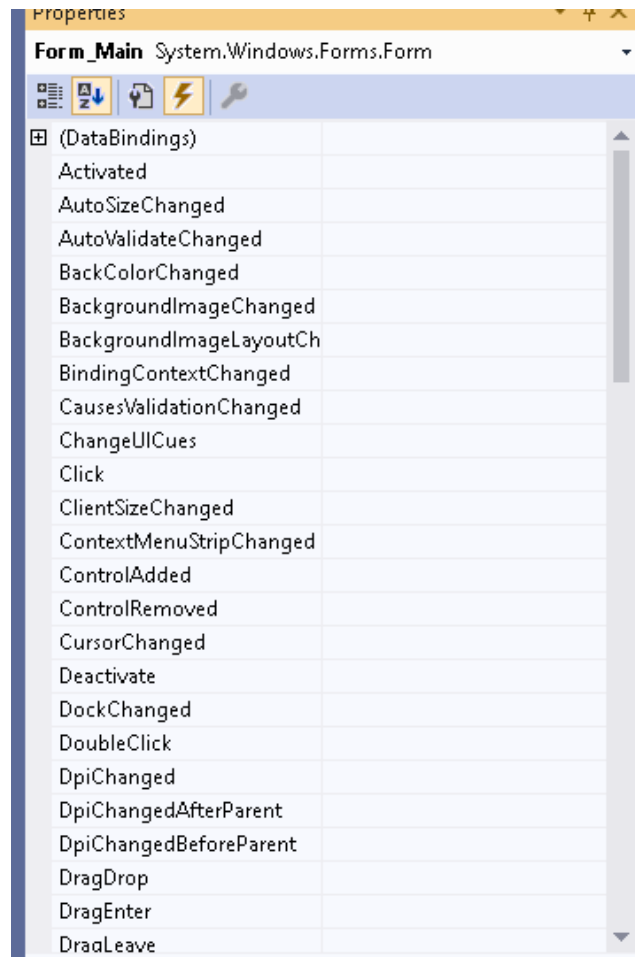 Properties
Form_Main System.Windows.Forms.Form
(DataBindings)
Activated
AutoSizeChanged
AutoValidateChanged
BackColorChanged
BackgroundImageChanged
BackgroundImageLayoutCh
BindingContextChanged
CausesValidationChanged
ChangeUICues
Click
ClientSizeChanged
ContextMenuStripChanged
ControlAdded
ControlRemoved
CursorChanged
Deactivate
DockChanged
DoubleClick
DpiChanged
DpiChangedAfterParent
DpiChangedBeforeParent
DragDrop
DragEnter
DragLeave